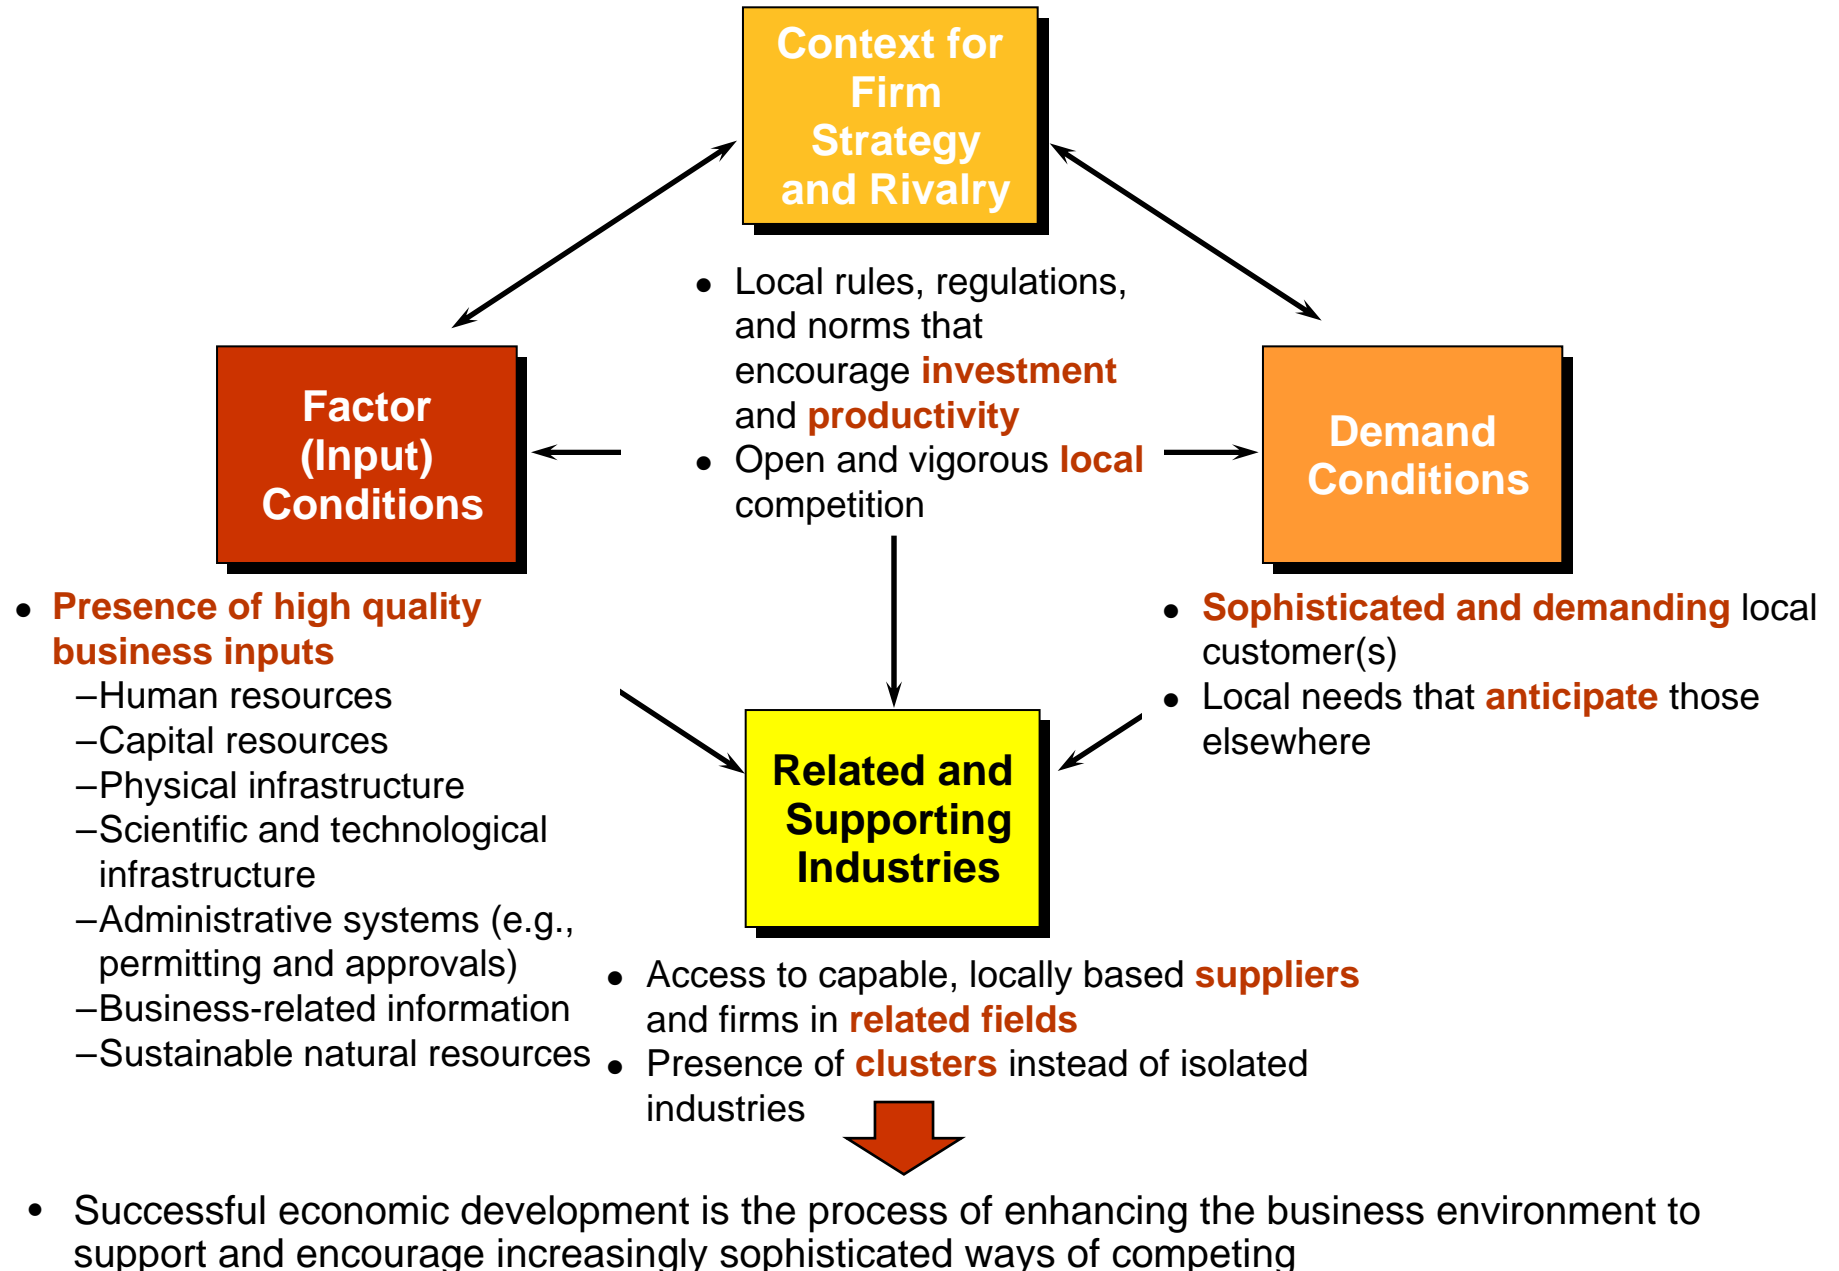 Context for
Firm
Strategy
and Rivalry
● Local rules, regulations,
and norms that
encourage investment
and productivity
● Open and vigorous local
competition
Factor
(Input)
Conditions
Demand
Conditions
● Presence of high quality
business inputs
–Human resources
–Capital resources
–Physical infrastructure
–Scientific and technological
infrastructure
–Administrative systems (e.g.,
permitting and approvals)
–Business-related information
–Sustainable natural resources
● Sophisticated and demanding local
customer(s)
● Local needs that anticipate those
elsewhere
Related and
Supporting
Industries
● Access to capable, locally based suppliers
and firms in related fields
● Presence of clusters instead of isolated
industries
• Successful economic development is the process of enhancing the business environment to
support and encourage increasingly sophisticated ways of competing